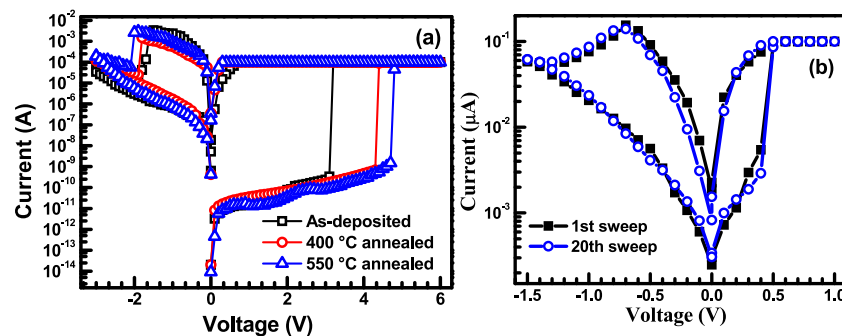 (a)
Current (A)
10⁻²
10⁻³
10⁻⁴
10⁻⁵
10⁻⁶
10⁻⁷
10⁻⁸
10⁻⁹
10⁻¹⁰
10⁻¹¹
10⁻¹²
10⁻¹³
10⁻¹⁴
As-deposited
400 °C annealed
550 °C annealed
-2 0 2 4 6
Voltage (V)
(b)
Current (μA)
10⁻¹
10⁻²
10⁻³
1st sweep
20th sweep
-1.5 -1.0 -0.5 0.0 0.5 1.0
Voltage (V)